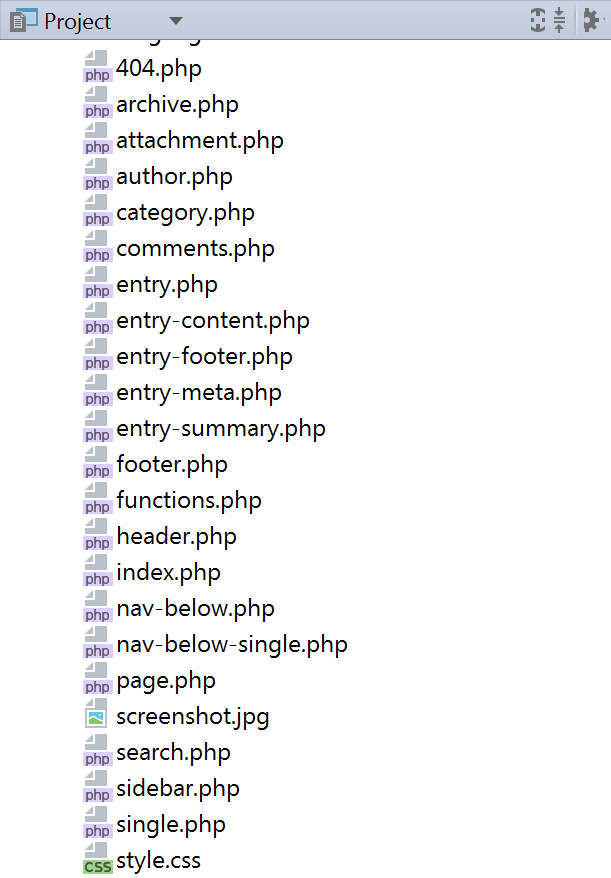 Project
404.php
php
archive.php
php
attachment.php
php
author.php
php
category.php
php
comments.php
php
entry.php
php
entry-content.php
php
entry-footer.php
php
entry-meta.php
php
entry-summary.php
php
footer.php
php
functions.php
php
header.php
php
index.php
php
nav-below.php
php
nav-below-single.php
php
page.php
php
screenshot.jpg
search.php
php
sidebar.php
php
single.php
php
style.css
CSS